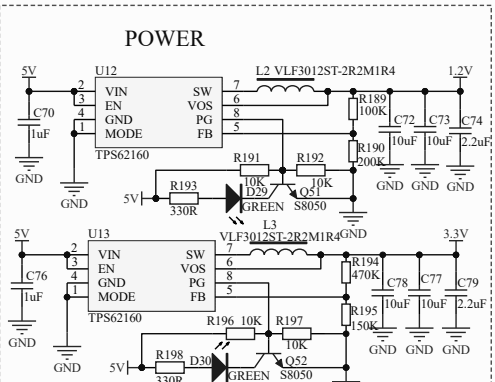 POWER
5V
U12
L2 VLF3012ST-2R2M1R4
1.2V
2 VIN SW 7
3 EN VOS 6
4 GND PG 8
1 MODE FB 5
TPS62160
C70
1uF
GND
GND
R189
100K
R190
200K
C72
10uF
C73
10uF
C74
2.2uF
GND GND GND
R191
10K
R192
10K
5V
R193
330R
D29
GREEN
Q51
S8050
GND
5V
U13
L3
VLF3012ST-2R2M1R4
3.3V
2 VIN SW 7
3 EN VOS 6
4 GND PG 8
1 MODE FB 5
TPS62160
C76
1uF
GND
GND
R194
470K
R195
150K
C78
10uF
C77
10uF
C79
2.2uF
GND GND GND
R196 10K
R197
10K
5V
R198
330R
D30
GREEN
Q52
S8050